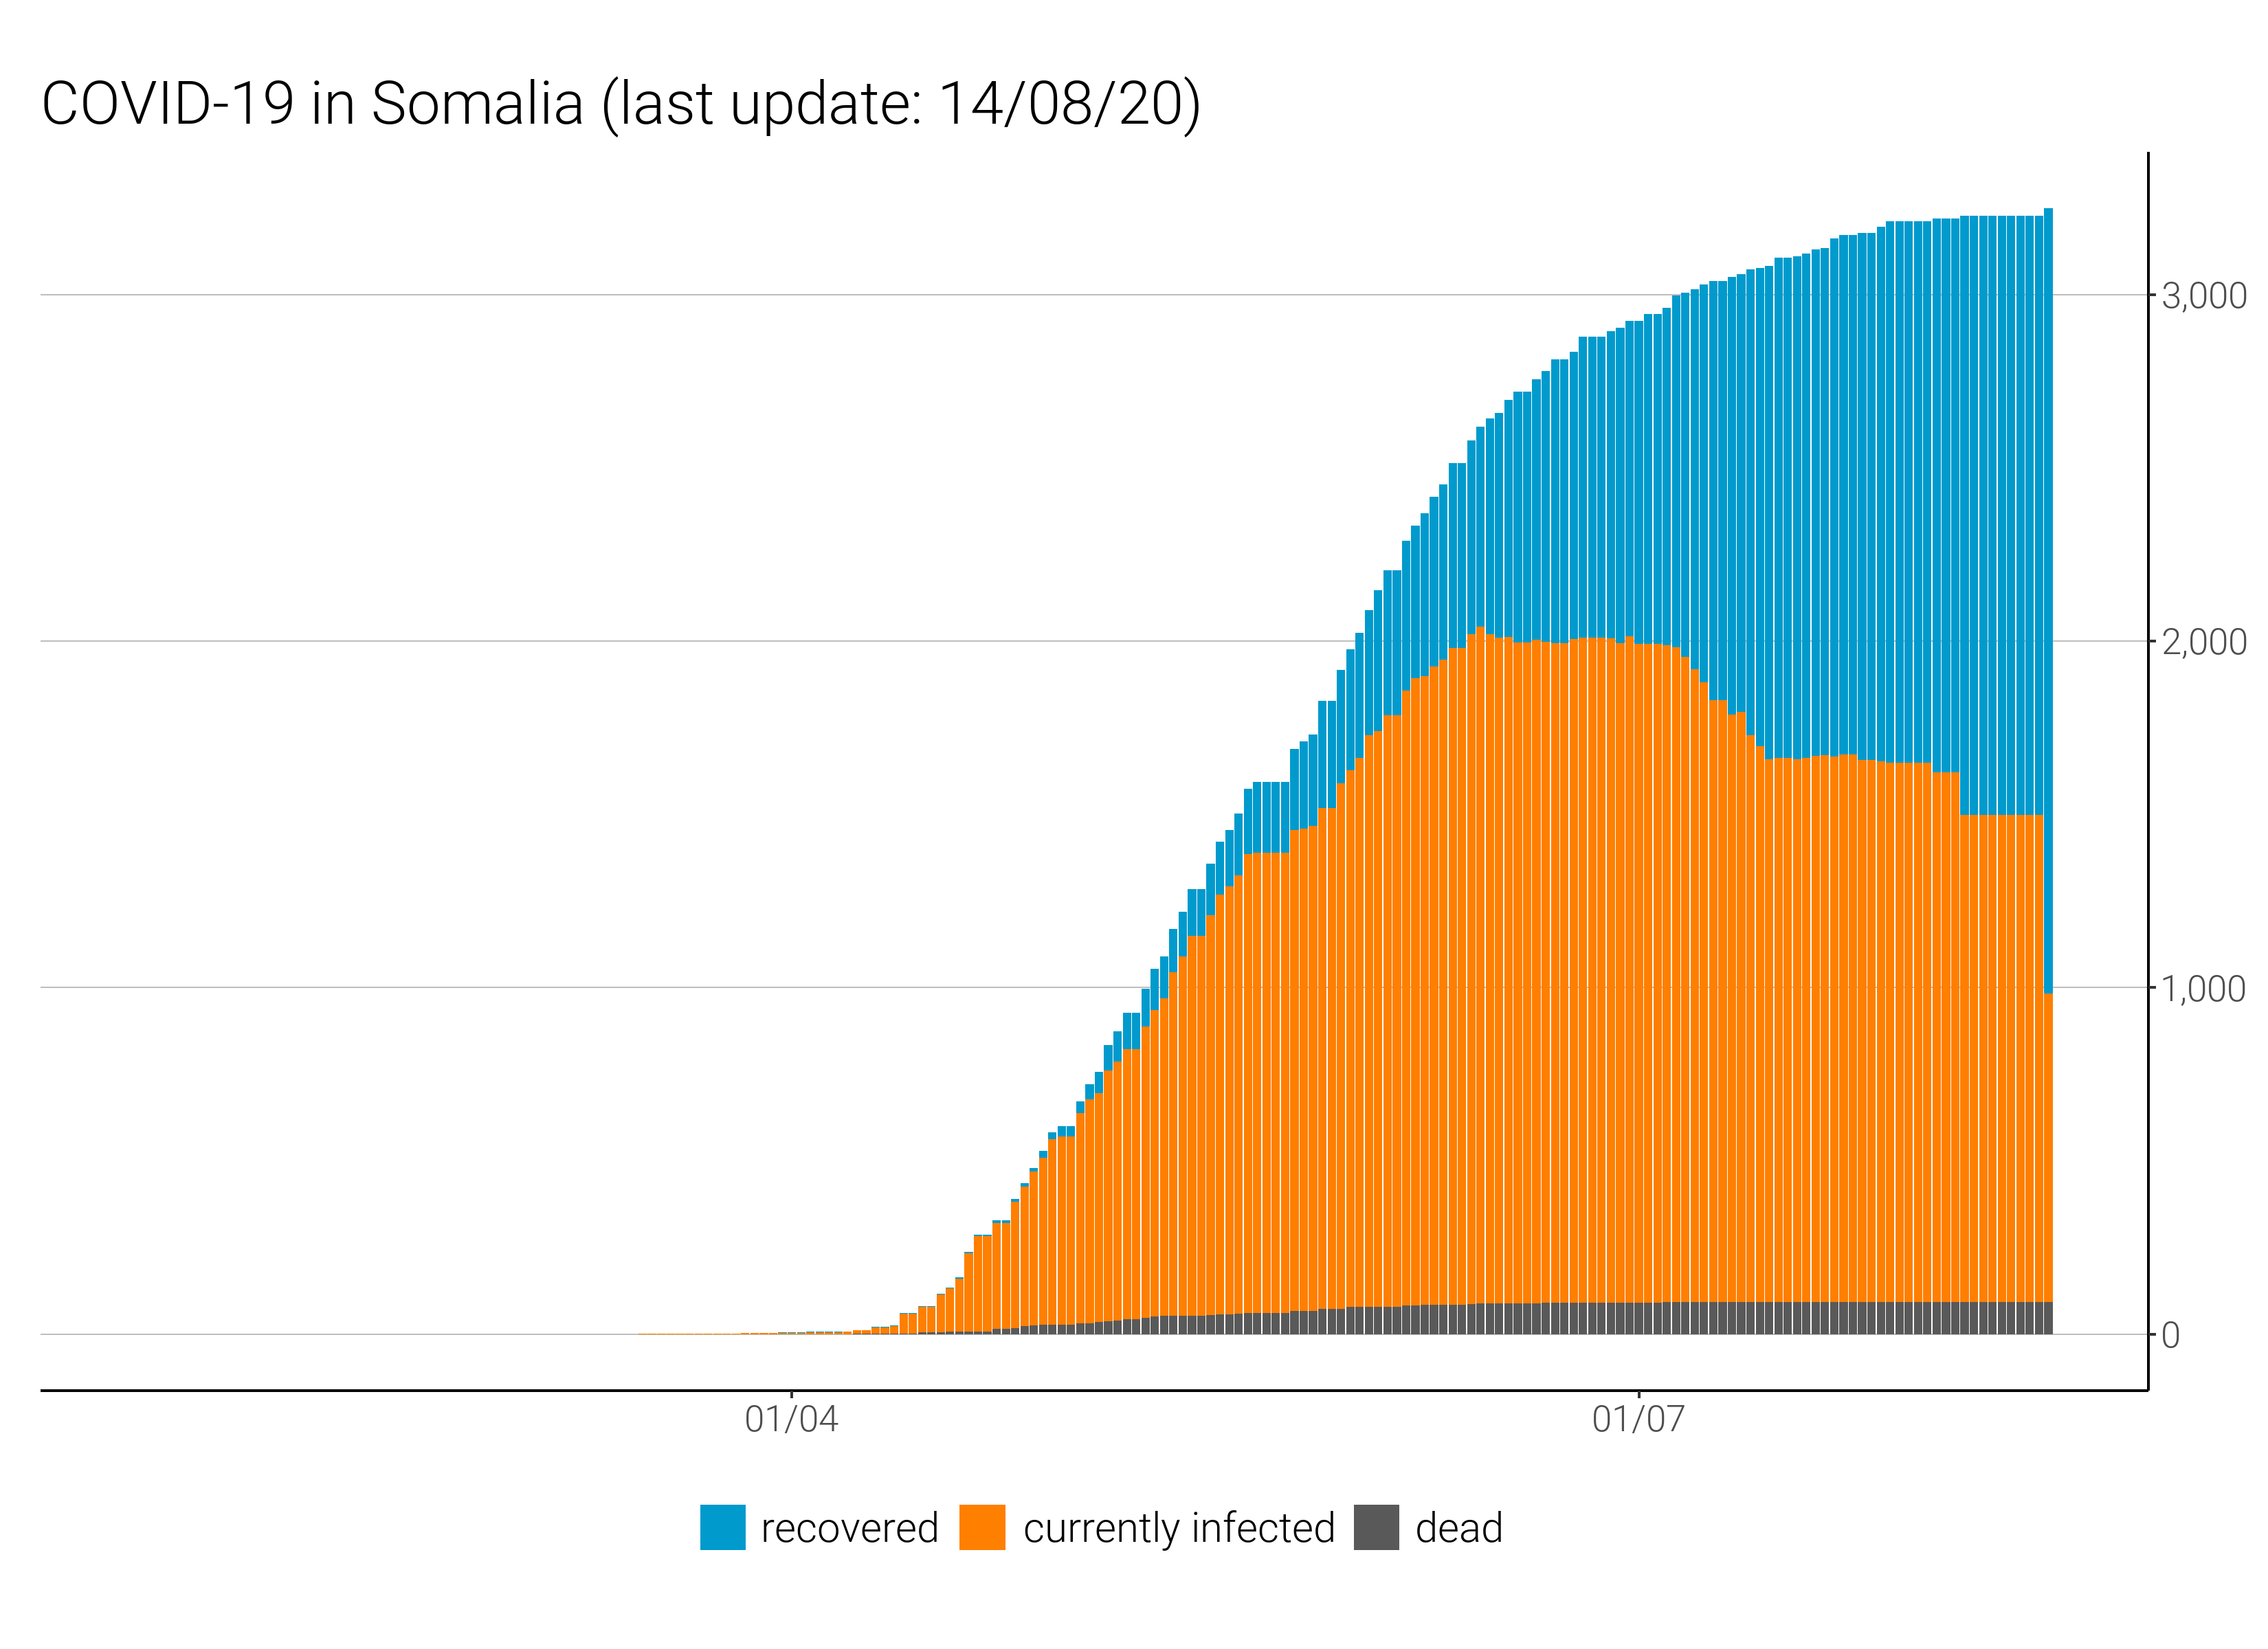 COVID-19 in Somalia (last update: 14/08/20)
3,000
2,000
1,000
0
01/04 01/07
recovered currently infected dead